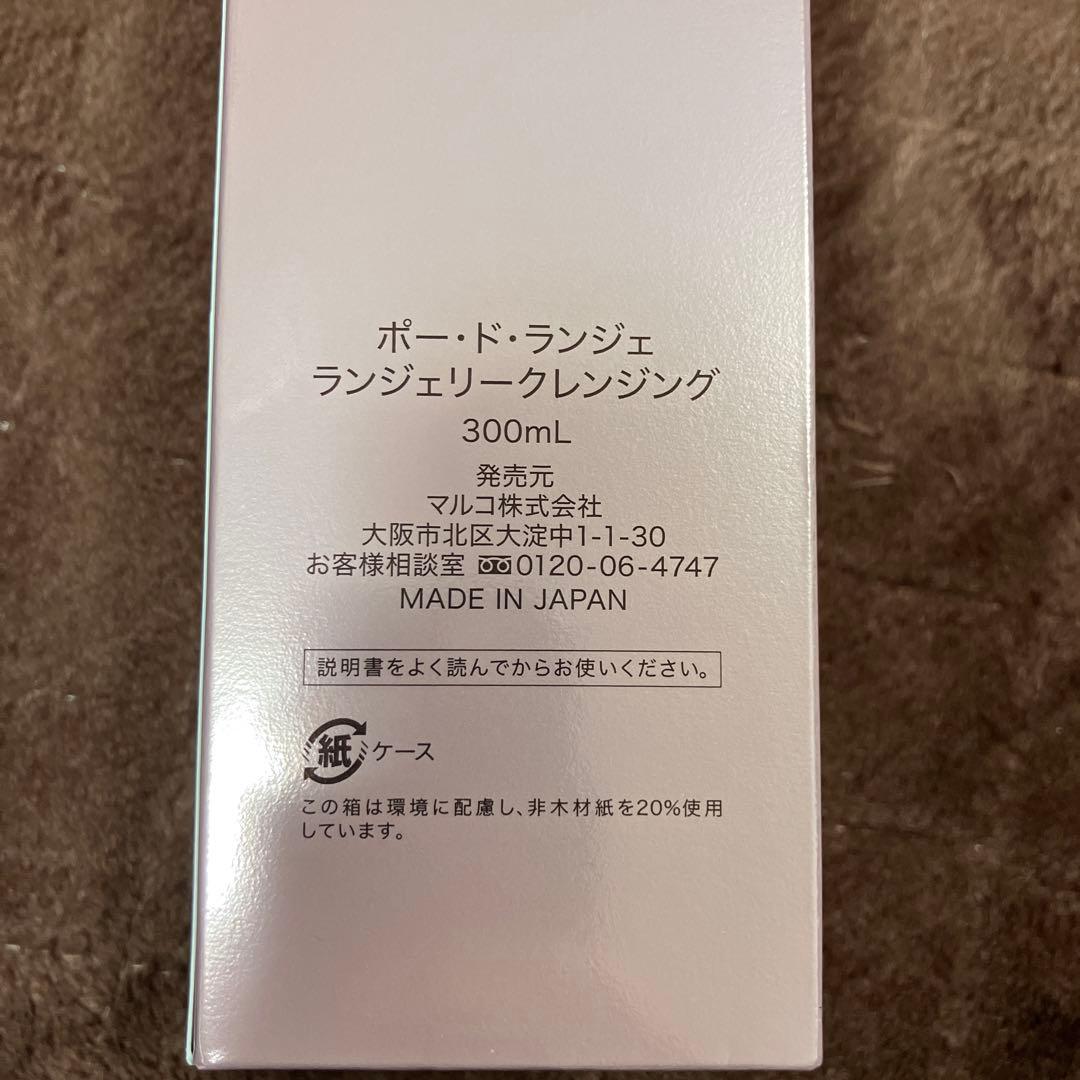 ポー・ド・ランジェ
ランジェリークレンジング
300mL
発売元
マルコ株式会社
大阪市北区大淀中1-1-30
お客様相談室 0120-06-4747
MADE IN JAPAN
説明書をよく読んでからお使いください。
紙 ケース
この箱は環境に配慮し、非木材紙を20%使用
しています。